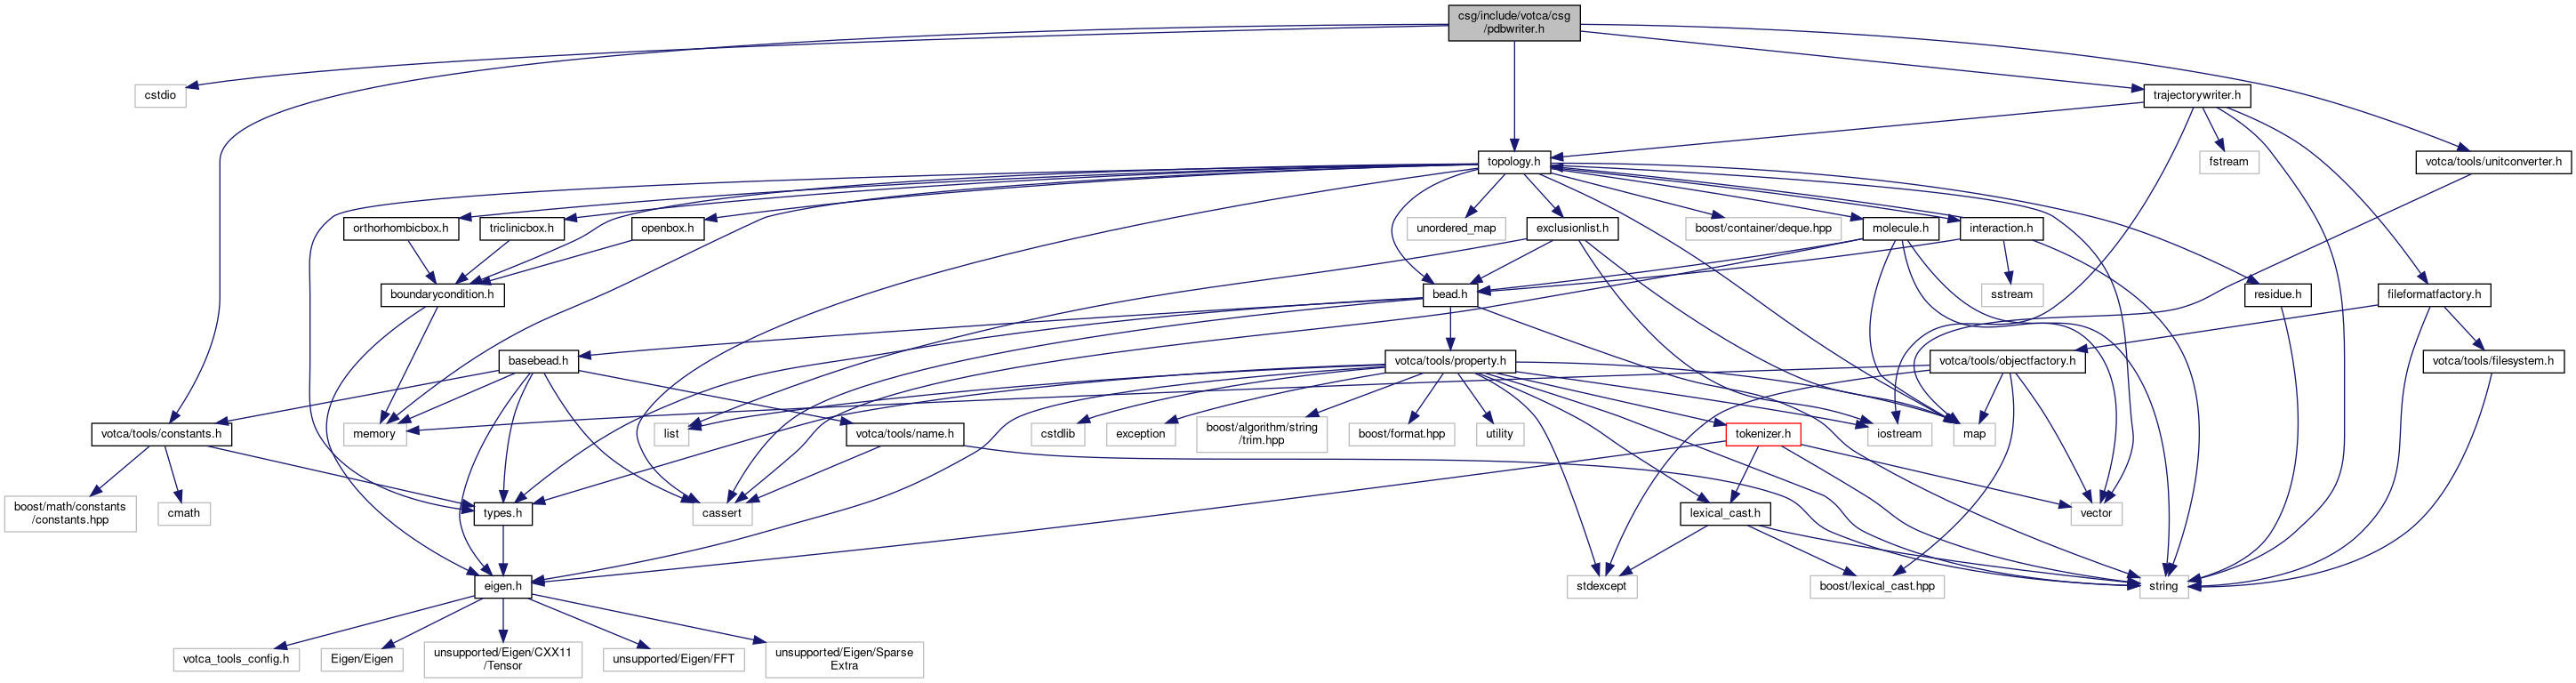 csg/include/votca/csg
/pdbwriter.h
cstdio
trajectorywriter.h
topology.h
fstream
votca/tools/unitconverter.h
orthorhombicbox.h
triclinicbox.h
openbox.h
unordered_map
exclusionlist.h
boost/container/deque.hpp
molecule.h
interaction.h
boundarycondition.h
bead.h
sstream
residue.h
fileformatfactory.h
basebead.h
votca/tools/property.h
votca/tools/objectfactory.h
votca/tools/filesystem.h
votca/tools/constants.h
memory
list
votca/tools/name.h
cstdlib
exception
boost/algorithm/string
/trim.hpp
boost/format.hpp
utility
tokenizer.h
iostream
map
boost/math/constants
/constants.hpp
cmath
types.h
cassert
lexical_cast.h
vector
eigen.h
stdexcept
boost/lexical_cast.hpp
string
votca_tools_config.h
Eigen/Eigen
unsupported/Eigen/CXX11
/Tensor
unsupported/Eigen/FFT
unsupported/Eigen/Sparse
Extra